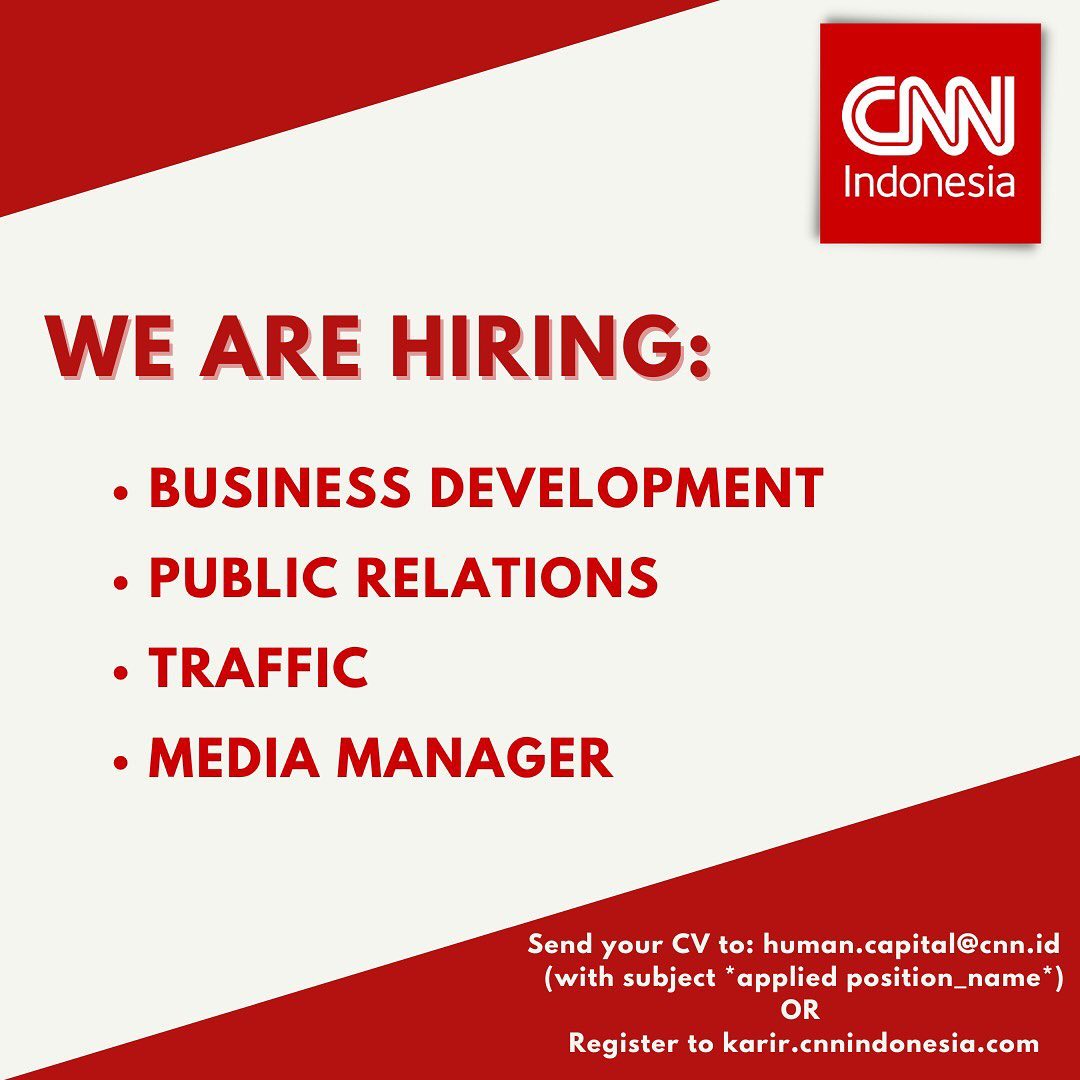 CNN
Indonesia
WE ARE HIRING:
• BUSINESS DEVELOPMENT
• PUBLIC RELATIONS
• TRAFFIC
• MEDIA MANAGER
Send your CV to: human.capital@cnn.id
(with subject *applied position_name*)
OR
Register to karir.cnnindonesia.com